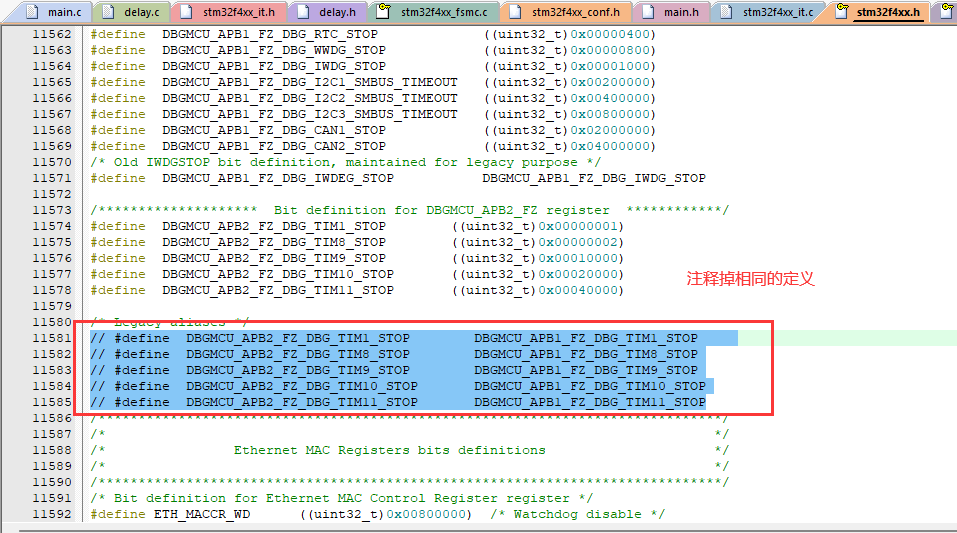 main.c delay.c stm32f4xx_it.h delay.h stm32f4xx_fsmc.c stm32f4xx_conf.h main.h stm32f4xx_it.c stm32f4xx.h
11562 #define DBGMCU_APB1_FZ_DBG_RTC_STOP ((uint32_t)0x00000400)
11563 #define DBGMCU_APB1_FZ_DBG_WWDG_STOP ((uint32_t)0x00000800)
11564 #define DBGMCU_APB1_FZ_DBG_IWDG_STOP ((uint32_t)0x00001000)
11565 #define DBGMCU_APB1_FZ_DBG_I2C1_SMBUS_TIMEOUT ((uint32_t)0x00200000)
11566 #define DBGMCU_APB1_FZ_DBG_I2C2_SMBUS_TIMEOUT ((uint32_t)0x00400000)
11567 #define DBGMCU_APB1_FZ_DBG_I2C3_SMBUS_TIMEOUT ((uint32_t)0x00800000)
11568 #define DBGMCU_APB1_FZ_DBG_CAN1_STOP ((uint32_t)0x02000000)
11569 #define DBGMCU_APB1_FZ_DBG_CAN2_STOP ((uint32_t)0x04000000)
11570 /* Old IWDGSTOP bit definition, maintained for legacy purpose */
11571 #define DBGMCU_APB1_FZ_DBG_IWDEG_STOP DBGMCU_APB1_FZ_DBG_IWDG_STOP
11572
11573 /******************** Bit definition for DBGMCU_APB2_FZ register ************/
11574 #define DBGMCU_APB2_FZ_DBG_TIM1_STOP ((uint32_t)0x00000001)
11575 #define DBGMCU_APB2_FZ_DBG_TIM8_STOP ((uint32_t)0x00000002)
11576 #define DBGMCU_APB2_FZ_DBG_TIM9_STOP ((uint32_t)0x00010000)
11577 #define DBGMCU_APB2_FZ_DBG_TIM10_STOP ((uint32_t)0x00020000)
11578 #define DBGMCU_APB2_FZ_DBG_TIM11_STOP ((uint32_t)0x00040000)
注释掉相同的定义
11579
11580 /* Legacy aliases */
11581 // #define DBGMCU_APB2_FZ_DBG_TIM1_STOP DBGMCU_APB1_FZ_DBG_TIM1_STOP
11582 // #define DBGMCU_APB2_FZ_DBG_TIM8_STOP DBGMCU_APB1_FZ_DBG_TIM8_STOP
11583 // #define DBGMCU_APB2_FZ_DBG_TIM9_STOP DBGMCU_APB1_FZ_DBG_TIM9_STOP
11584 // #define DBGMCU_APB2_FZ_DBG_TIM10_STOP DBGMCU_APB1_FZ_DBG_TIM10_STOP
11585 // #define DBGMCU_APB2_FZ_DBG_TIM11_STOP DBGMCU_APB1_FZ_DBG_TIM11_STOP
11586 /******************************************************************************/
11587 /* */
11588 /* Ethernet MAC Registers bits definitions */
11589 /* */
11590 /******************************************************************************/
11591 /* Bit definition for Ethernet MAC Control Register register */
11592 #define ETH_MACCR_WD ((uint32_t)0x00800000) /* Watchdog disable */